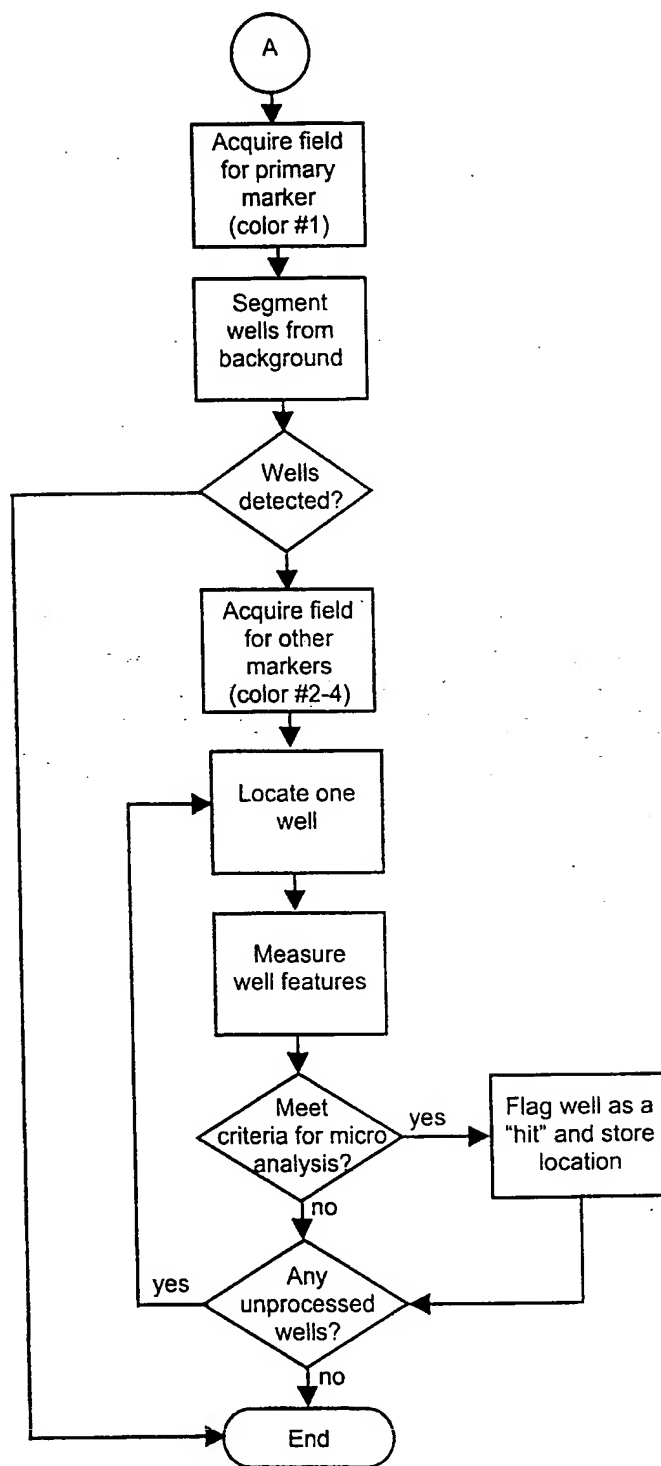 A
Acquire field
for primary
marker
(color #1)
Segment
wells from
background
Wells
detected?
Acquire field
for other
markers
(color #2-4)
Locate one
well
Measure
well features
Meet
criteria for micro
analysis?
yes
Flag well as a
"hit" and store
location
no
Any
unprocessed
wells?
yes
no
End